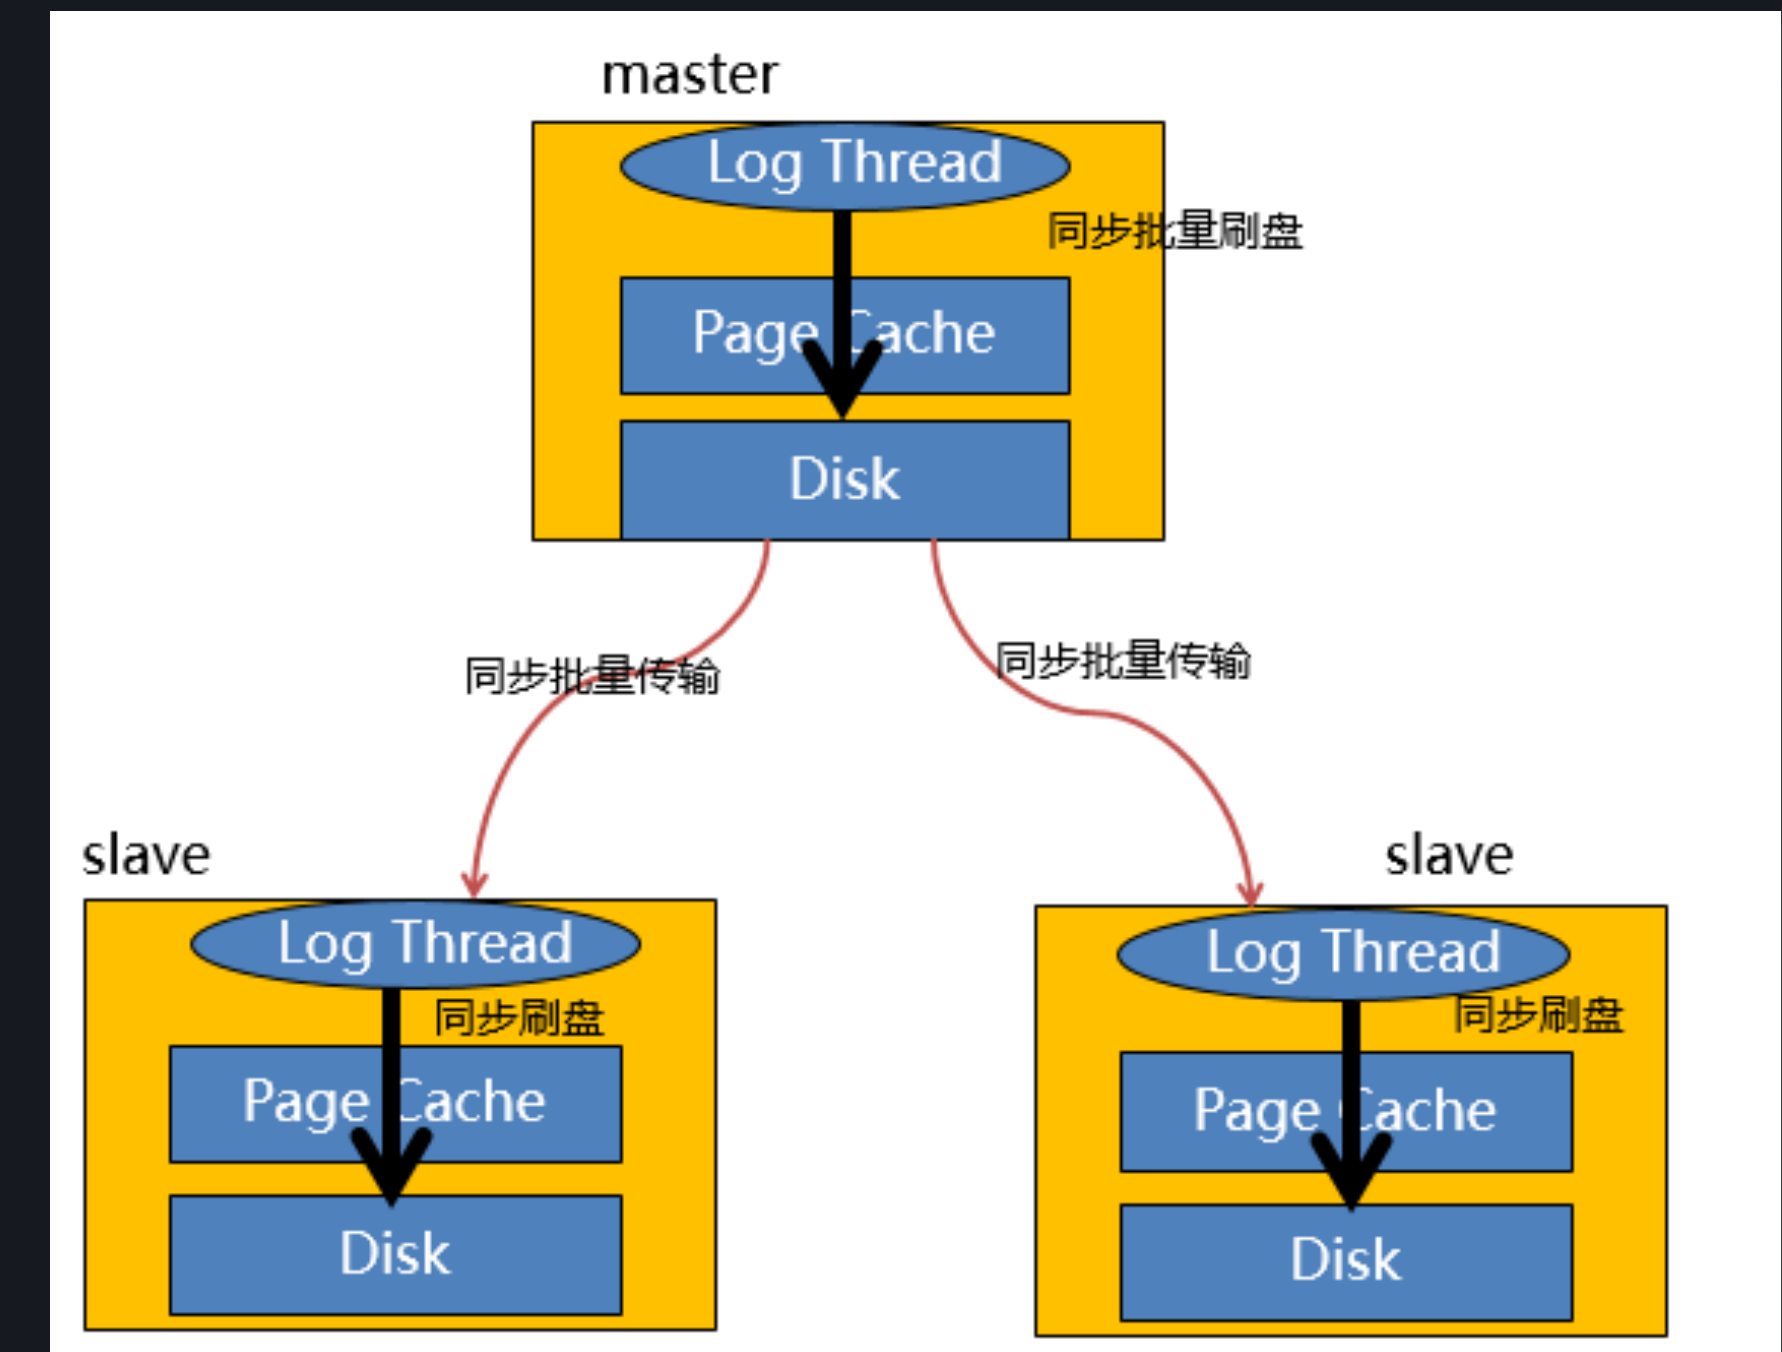 master
Log Thread
同步批量刷盘
Page Cache
Disk
同步批量传输
同步批量传输
slave
Log Thread
同步刷盘
Page Cache
Disk
slave
Log Thread
同步刷盘
Page Cache
Disk